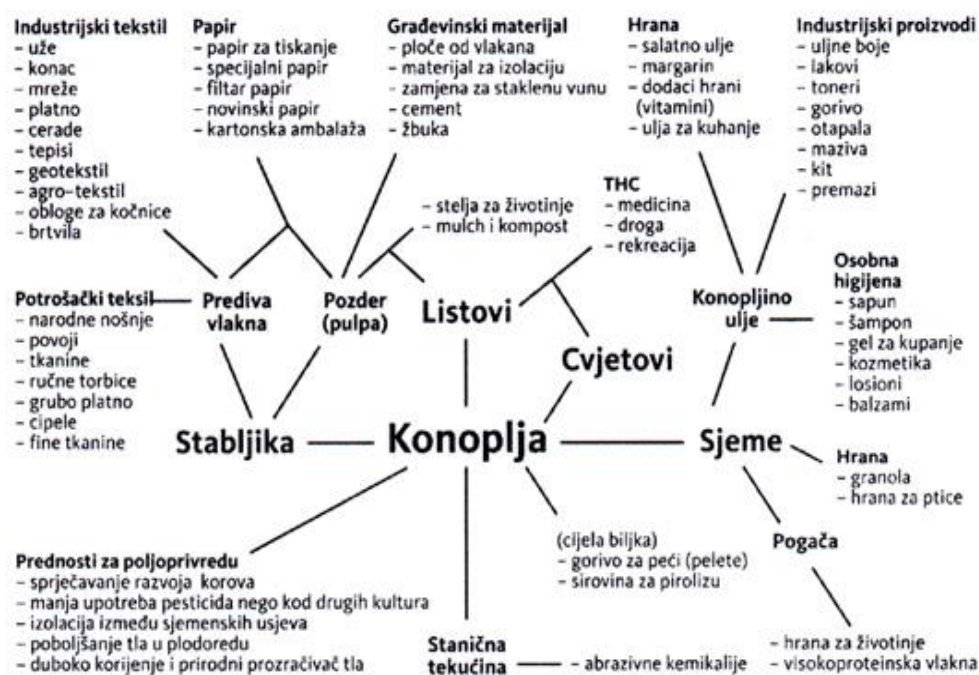 Industrijski tekstil
– uže
– konac
– mreže
– platno
– cerade
– tepisi
– geotekstil
– agro-tekstil
– obloge za kočnice
– brtvila
Papir
– papir za tiskanje
– specijalni papir
– filtar papir
– novinski papir
– kartonska ambalaža
Građevinski materijal
– ploče od vlakana
– materijal za izolaciju
– zamjena za staklenu vunu
– cement
– žbuka
Hrana
– salatno ulje
– margarin
– dodaci hrani
(vitamini)
– ulja za kuhanje
Industrijski proizvodi
– uljne boje
– lakovi
– toneri
– gorivo
– otapala
– maziva
– kit
– premazi
– stelja za životinje
– mulch i kompost
THC
– medicina
– droga
– rekreacija
Potrošački teksil
– narodne nošnje
– povoji
– tkanine
– ručne torbice
– grubo platno
– cipele
– fine tkanine
Prediva
vlakna
Pozder
(pulpa)
Listovi
Cvjetovi
Konopljino
ulje
Osobna
higijena
– sapun
– šampon
– gel za kupanje
– kozmetika
– losioni
– balzami
Stabljika
Konoplja
Sjeme
Hrana
– granola
– hrana za ptice
Prednosti za poljoprivredu
– sprječavanje razvoja korova
– manja upotreba pesticida nego kod drugih kultura
– izolacija između sjemenskih usjeva
– poboljšanje tla u plodoredu
– duboko korijenje i prirodni prozračivač tla
Stanična
tekućina
– abrazivne kemikalije
(cijela biljka)
– gorivo za peći (pelete)
– sirovina za pirolizu
Pogača
– hrana za životinje
– visokoproteinska vlakna